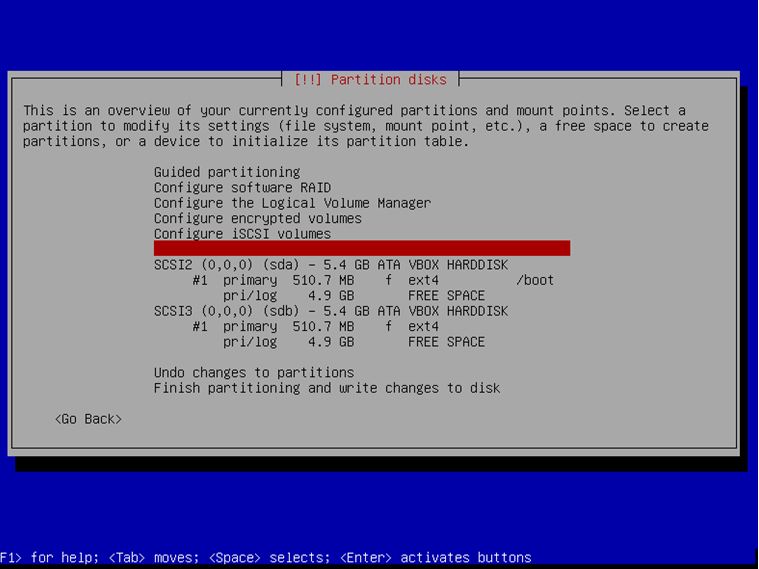 [!!] Partition disks
This is an overview of your currently configured partitions and mount points. Select a
partition to modify its settings (file system, mount point, etc.), a free space to create
partitions, or a device to initialize its partition table.
Guided partitioning
Configure software RAID
Configure the Logical Volume Manager
Configure encrypted volumes
Configure iSCSI volumes
SCSI2 (0,0,0) (sda) - 5.4 GB ATA VBOX HARDDISK
#1 primary 510.7 MB f ext4 /boot
pri/log 4.9 GB FREE SPACE
SCSI3 (0,0,0) (sdb) - 5.4 GB ATA VBOX HARDDISK
#1 primary 510.7 MB f ext4
pri/log 4.9 GB FREE SPACE
Undo changes to partitions
Finish partitioning and write changes to disk
<Go Back>
F1> for help; <Tab> moves; <Space> selects; <Enter> activates buttons